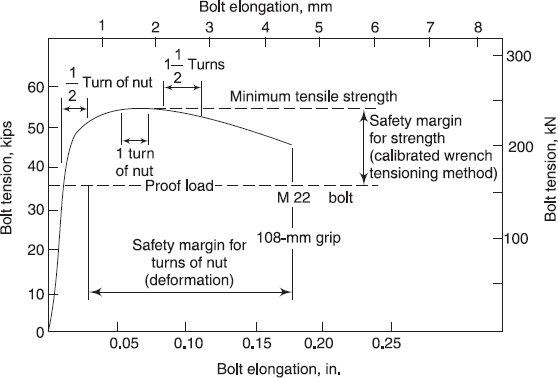 Bolt elongation, mm
1 2 3 4 5 6 7 8
1/2 Turn of nut
1 1/2 Turns
Minimum tensile strength
1 turn
of nut
Safety margin
for strength
(calibrated wrench
tensioning method)
Proof load
M 22 bolt
108-mm grip
Safety margin for
turns of nut
(deformation)
Bolt tension, kips
60
50
40
30
20
10
0
300
200
100
Bolt tension, kN
0.05 0.10 0.15 0.20 0.25
Bolt elongation, in.